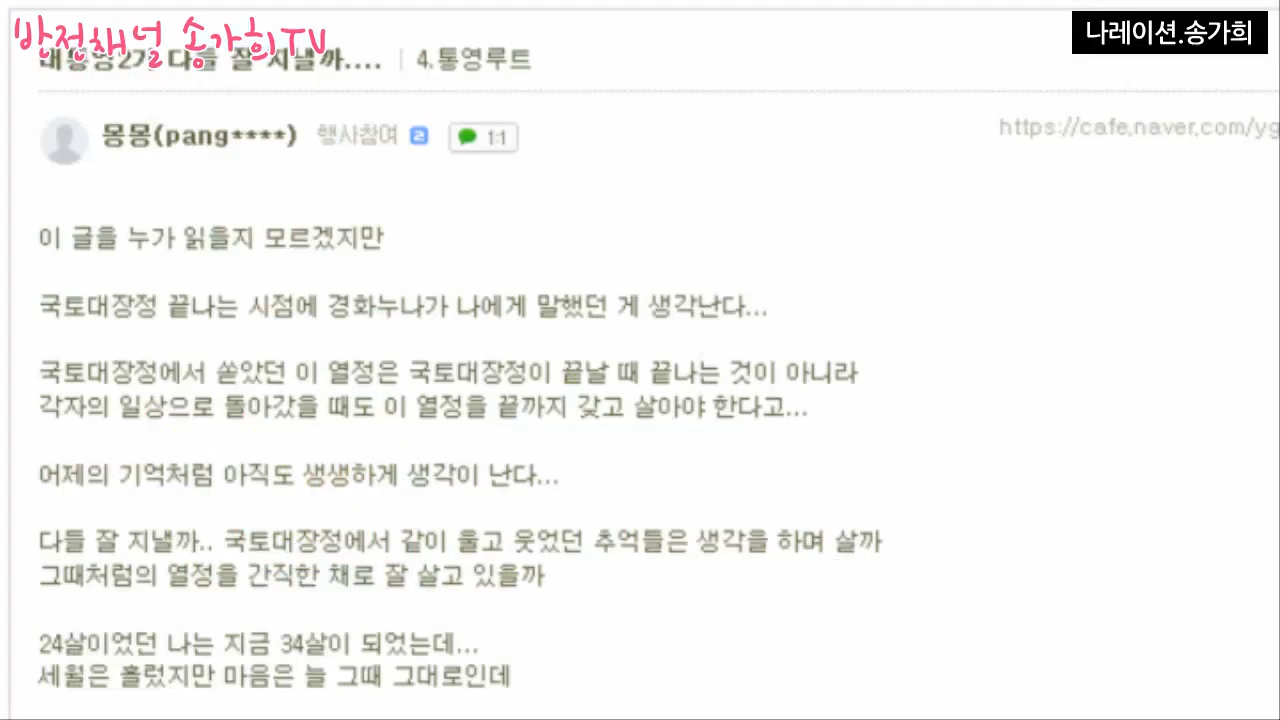 반전채널 송가희TV
나레이션.송가희
다들 잘 지낼까.... | 4.통영루트
몽몽(pang****) 행사참여 2 1:1
https://cafe.naver.com/yg
이 글을 누가 읽을지 모르겠지만
국토대장정 끝나는 시점에 경화누나가 나에게 말했던 게 생각난다...
국토대장정에서 쏟았던 이 열정은 국토대장정이 끝날 때 끝나는 것이 아니라
각자의 일상으로 돌아갔을 때도 이 열정을 끝까지 갖고 살아야 한다고...
어제의 기억처럼 아직도 생생하게 생각이 난다...
다들 잘 지낼까.. 국토대장정에서 같이 울고 웃었던 추억들은 생각을 하며 살까
그때처럼의 열정을 간직한 채로 잘 살고 있을까
24살이었던 나는 지금 34살이 되었는데...
세월은 흘렀지만 마음은 늘 그때 그대로인데